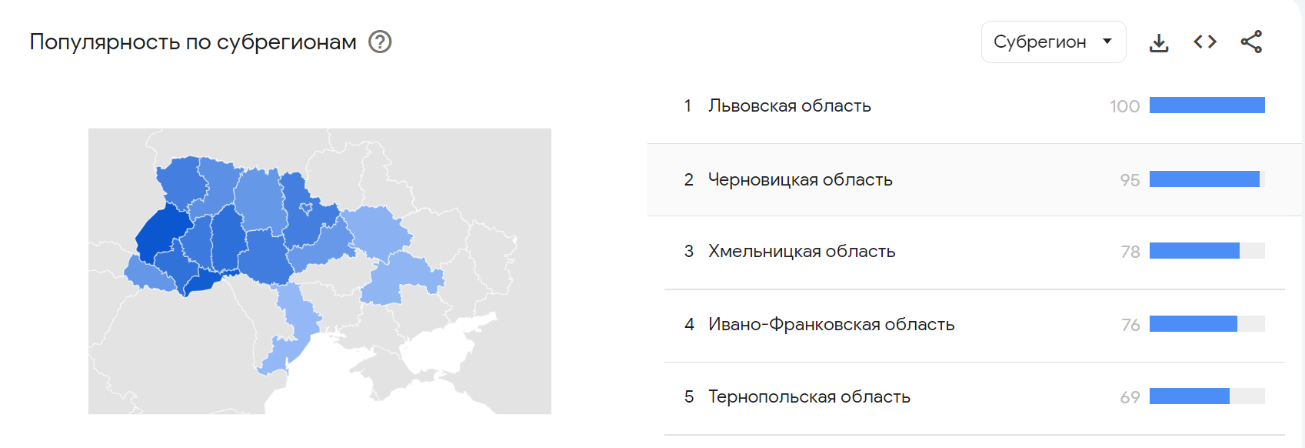 Популярность по субрегионам ?
Субрегион
1 Львовская область 100
2 Черновицкая область 95
3 Хмельницкая область 78
4 Ивано-Франковская область 76
5 Тернопольская область 69